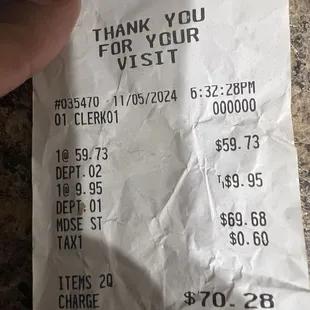 THANK YOU
FOR YOUR
VISIT
#035470 11/05/2024 6:32:28PM
01 CLERK01 000000
1@ 59.73 $59.73
DEPT.02
1@ 9.95 T₁$9.95
DEPT.01
MDSE ST $69.68
TAX1 $0.60
ITEMS 2Q
CHARGE $70.28